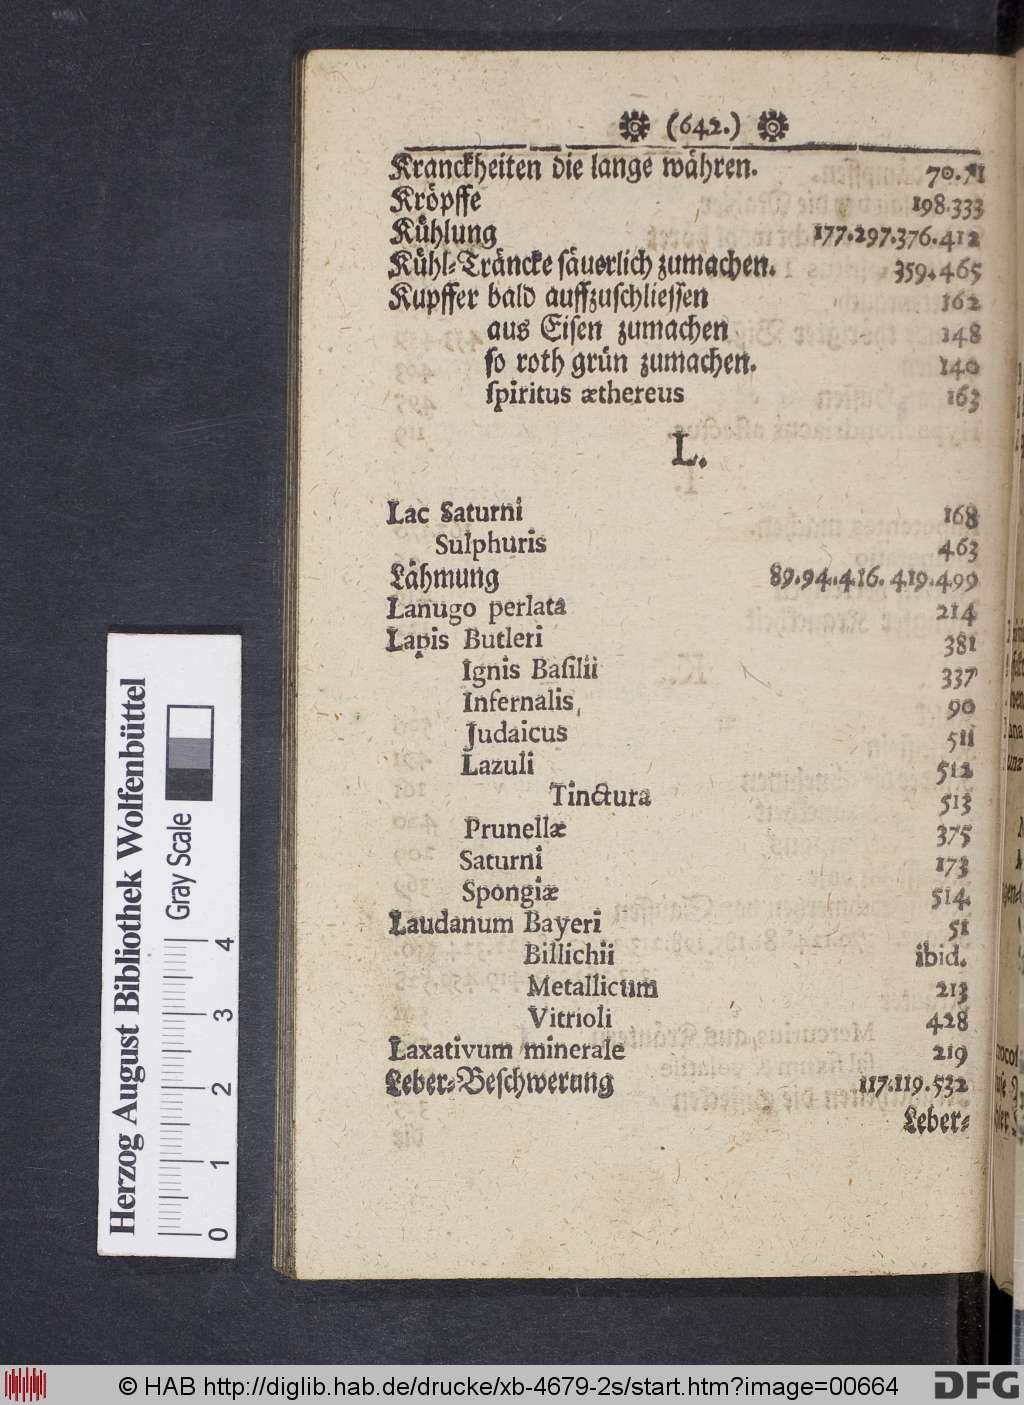 (642.)
Kranckheiten die lange währen. 70.71
Kröpffe 198.333
Kühlung 177.297.376.412
Kühl-Träncke säuerlich zumachen. 359.465
Kupffer bald auffzuschliessen 162
aus Eisen zumachen 148
so roth grün zumachen. 140
spiritus æthereus 163
L.
Lac Saturni 168
Sulphuris 463
Lähmung 89.94.416.419.499
Lanugo perlata 214
Lapis Butleri 381
Ignis Basilii 337
Infernalis 90
Judaicus 511
Lazuli 512
Tinctura 513
Prunellæ 375
Saturni 173
Spongiæ 514.
Laudanum Bayeri 51
Billichii ibid.
Metallicum 213
Vitrioli 428
Laxativum minerale 219
Leber-Beschwerung 117.119.532
Leber-
Herzog August Bibliothek Wolfenbüttel
Gray Scale
0 1 2 3 4
© HAB http://diglib.hab.de/drucke/xb-4679-2s/start.htm?image=00664
DFG